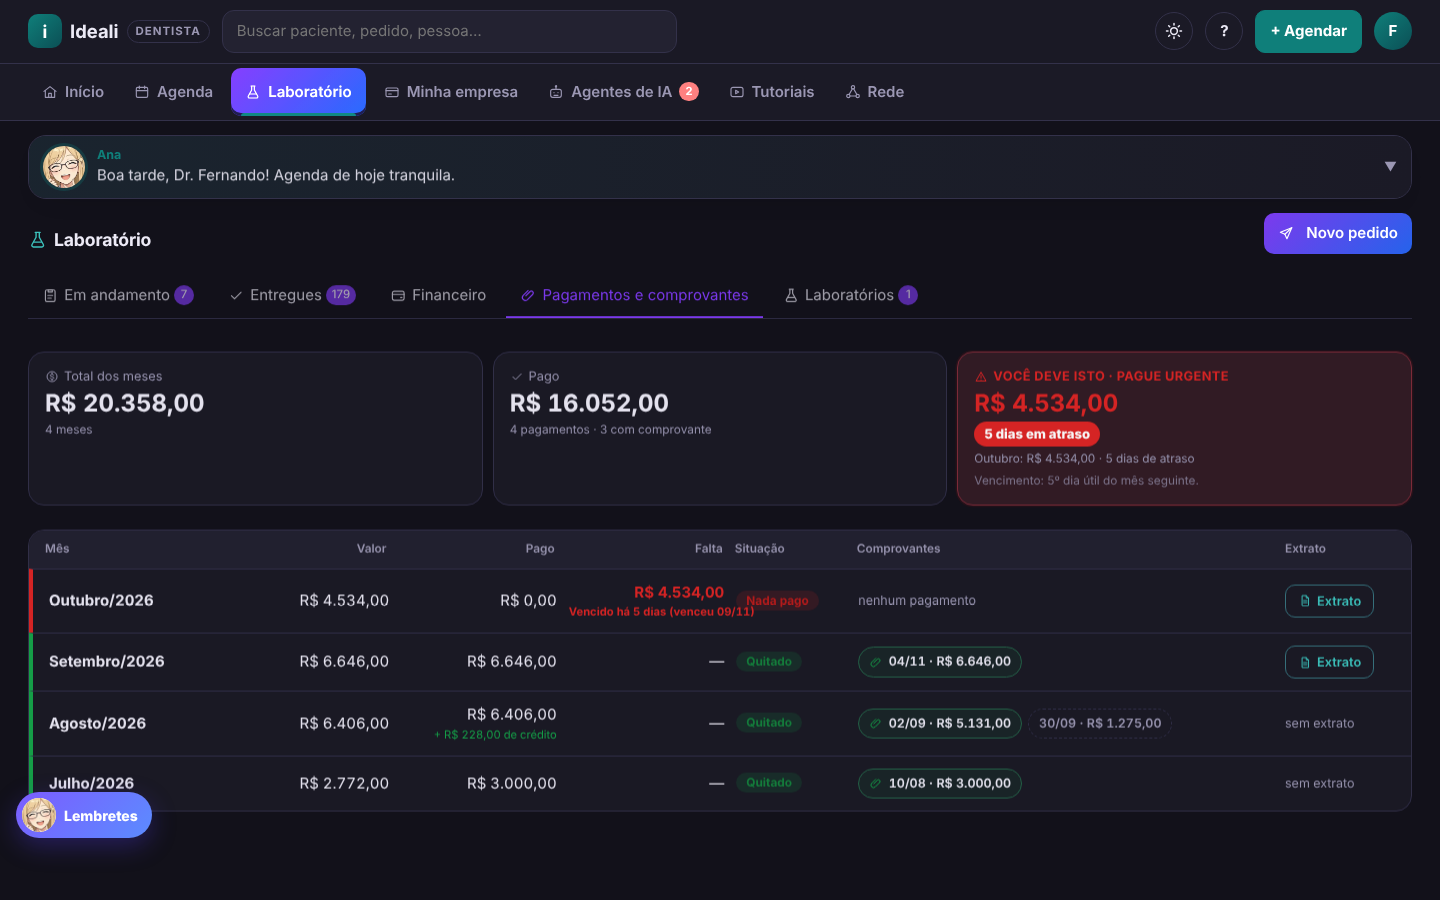 i Ideali DENTISTA Buscar paciente, pedido, pessoa... ? + Agendar F
Início Agenda Laboratório Minha empresa Agentes de IA 2 Tutoriais Rede
Ana
Boa tarde, Dr. Fernando! Agenda de hoje tranquila.
Laboratório Novo pedido
Em andamento 7 Entregues 179 Financeiro Pagamentos e comprovantes Laboratórios 1
Total dos meses
R$ 20.358,00
4 meses
Pago
R$ 16.052,00
4 pagamentos · 3 com comprovante
VOCÊ DEVE ISTO · PAGUE URGENTE
R$ 4.534,00
5 dias em atraso
Outubro: R$ 4.534,00 · 5 dias de atraso
Vencimento: 5º dia útil do mês seguinte.
Mês Valor Pago Falta Situação Comprovantes Extrato
Outubro/2026 R$ 4.534,00 R$ 0,00 R$ 4.534,00 Nada pago nenhum pagamento Extrato
Vencido há 5 dias (venceu 09/11)
Setembro/2026 R$ 6.646,00 R$ 6.646,00 — Quitado 04/11 · R$ 6.646,00 Extrato
Agosto/2026 R$ 6.406,00 R$ 6.406,00 — Quitado 02/09 · R$ 5.131,00 30/09 · R$ 1.275,00 sem extrato
+ R$ 228,00 de crédito
Julho/2026 R$ 2.772,00 R$ 3.000,00 — Quitado 10/08 · R$ 3.000,00 sem extrato
Lembretes